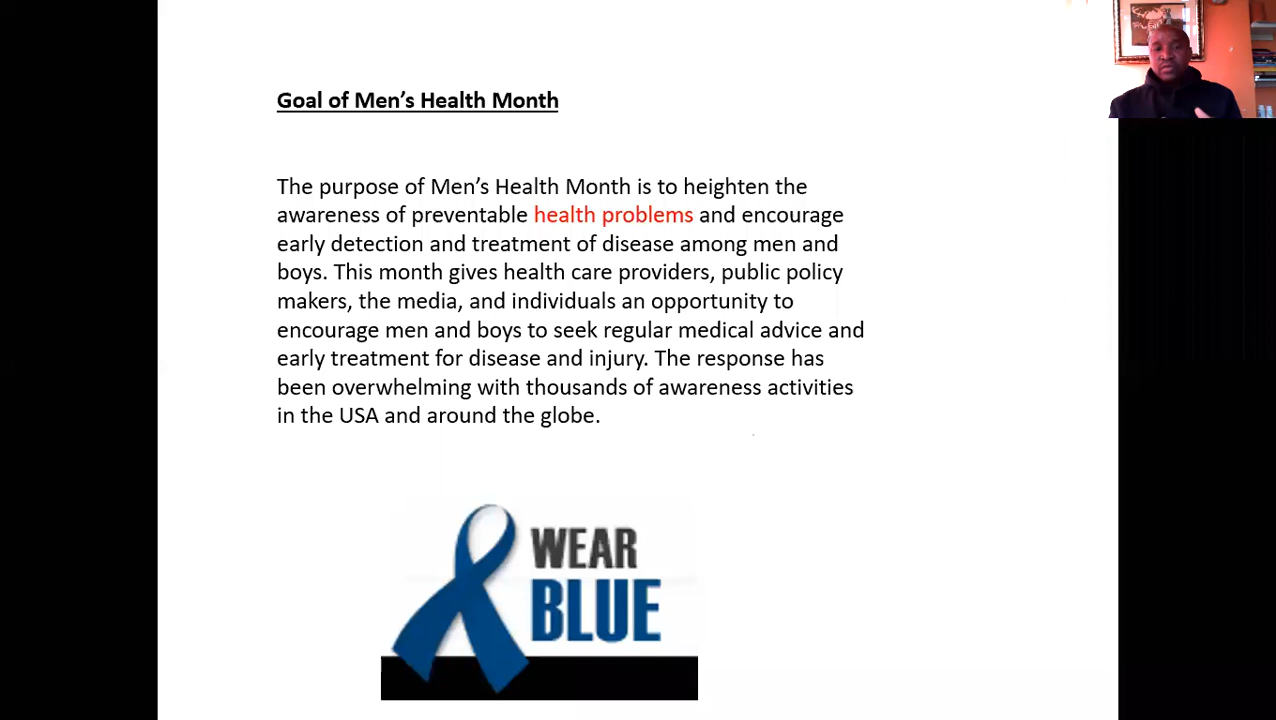 Goal of Men’s Health Month
The purpose of Men’s Health Month is to heighten the
awareness of preventable health problems and encourage
early detection and treatment of disease among men and
boys. This month gives health care providers, public policy
makers, the media, and individuals an opportunity to
encourage men and boys to seek regular medical advice and
early treatment for disease and injury. The response has
been overwhelming with thousands of awareness activities
in the USA and around the globe.
WEAR
BLUE